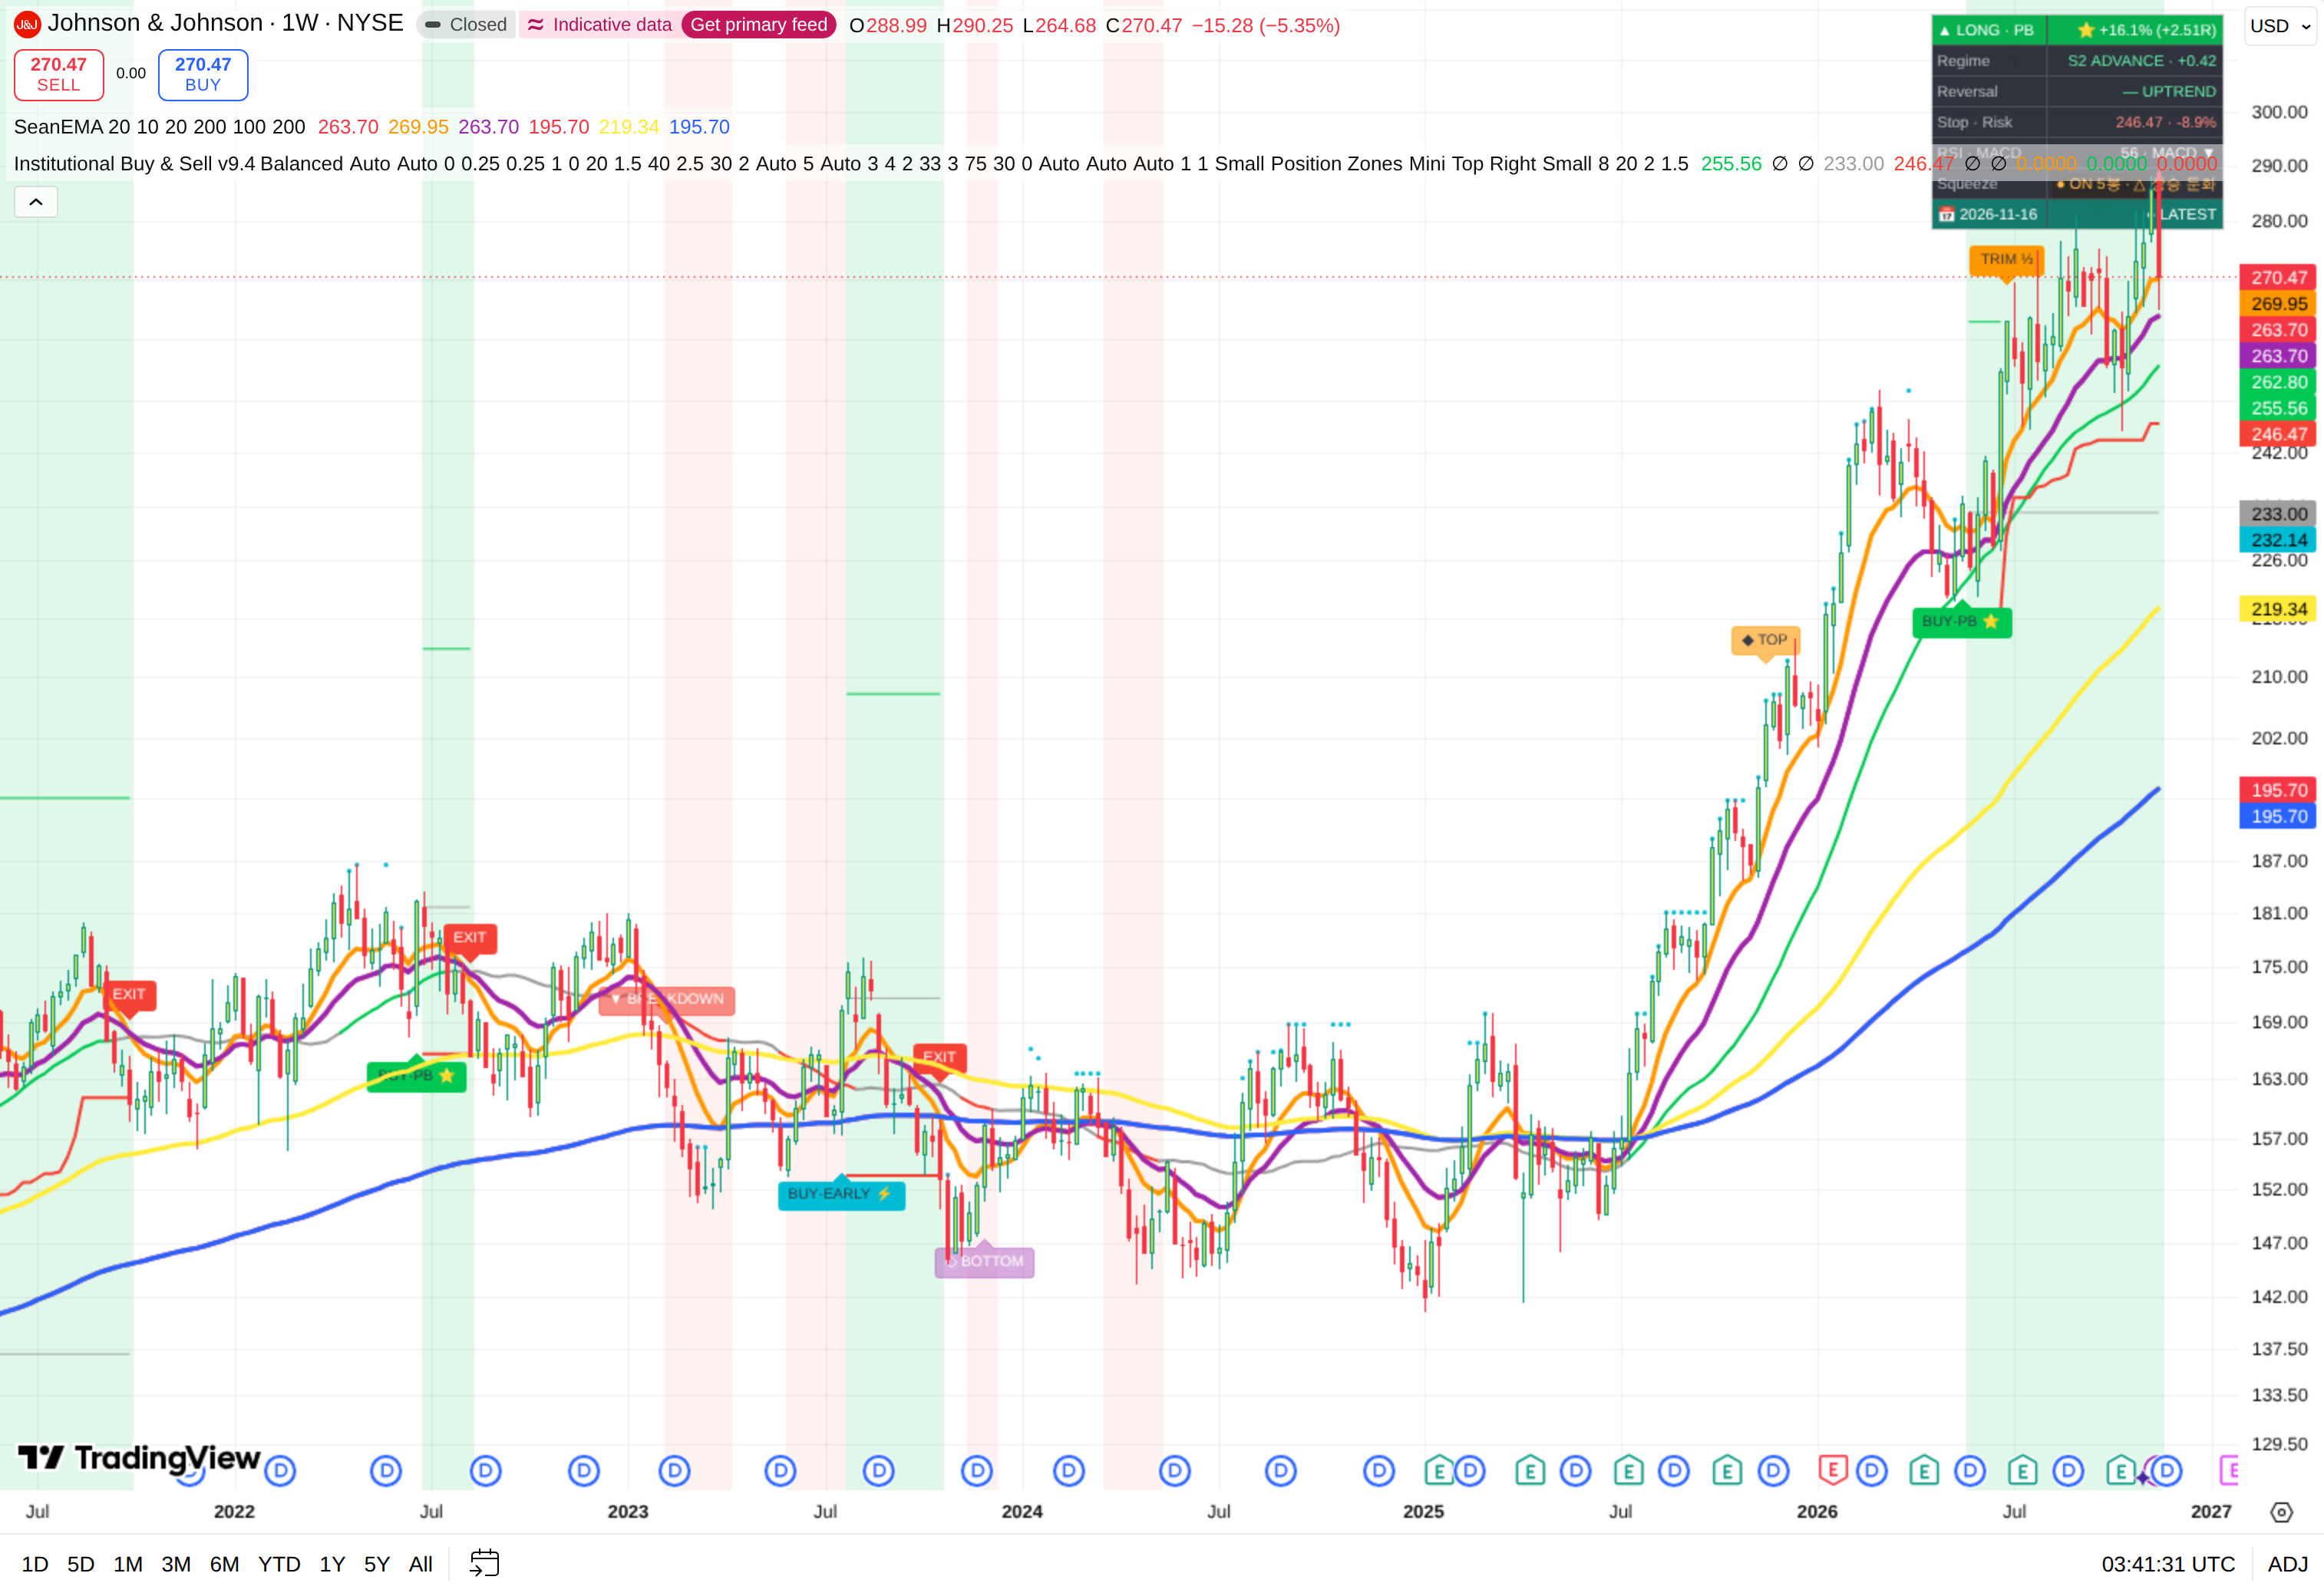 Johnson & Johnson · 1W · NYSE Closed Indicative data Get primary feed O288.99 H290.25 L264.68 C270.47 −15.28 (−5.35%)
270.47 SELL
0.00
270.47 BUY
SeanEMA 20 10 20 200 100 200 263.70 269.95 263.70 195.70 219.34 195.70
Institutional Buy & Sell v9.4 Balanced Auto Auto 0 0.25 0.25 1 0 20 1.5 40 2.5 30 2 Auto 5 Auto 3 4 2 33 3 75 30 0 Auto Auto Auto 1 1 Small Position Zones Mini Top Right Small 8 20 2 1.5 255.56 ∅ ∅ 233.00 246.47 ∅ ∅ 0.0000 0.0000 0.0000
▲ LONG · PB ⭐ +16.1% (+2.51R)
Regime S2 ADVANCE · +0.42
Reversal — UPTREND
Stop · Risk 246.47 · -8.9%
RSI · MACD 56 · MACD ▼
Squeeze ● ON 5봉 · △
📅 2026-11-16 LATEST
USD
300.00
290.00
280.00
270.47
269.95
263.70
263.70
262.80
255.56
246.47
242.00
233.00
232.14
226.00
219.34
210.00
202.00
195.70
195.70
187.00
181.00
175.00
169.00
163.00
157.00
152.00
147.00
142.00
137.50
133.50
129.50
TRIM ⅓
BUY-PB ⭐
◆ TOP
EXIT
EXIT
▼ BREAKDOWN
BUY-PB ⭐
EXIT
BUY-EARLY ⚡
◇ BOTTOM
TradingView
D D D D D D D D D D D D D E D E D E D E D E D E D E D E D E
Jul 2022 Jul 2023 Jul 2024 Jul 2025 Jul 2026 Jul 2027
1D 5D 1M 3M 6M YTD 1Y 5Y All
03:41:31 UTC ADJ